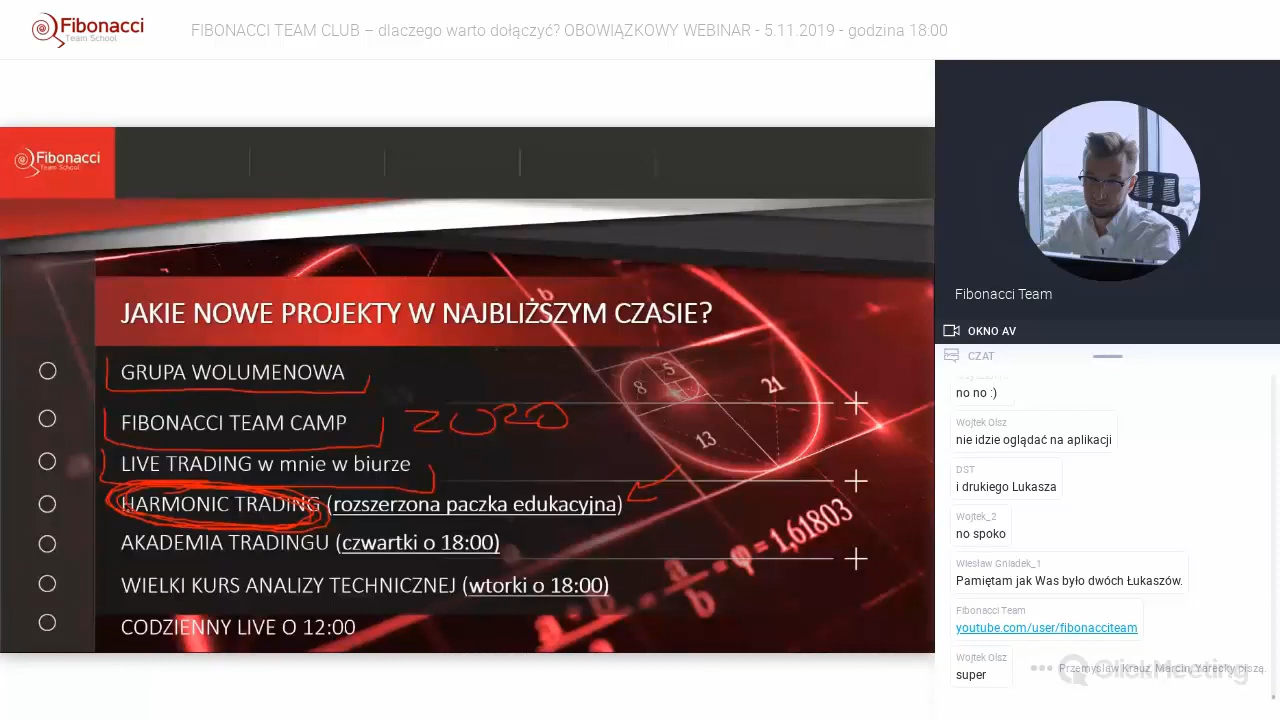 Fibonacci
Team School
FIBONACCI TEAM CLUB – dlaczego warto dołączyć? OBOWIĄZKOWY WEBINAR - 5.11.2019 - godzina 18:00
Fibonacci
Team School
JAKIE NOWE PROJEKTY W NAJBLIŻSZYM CZASIE?
GRUPA WOLUMENOWA
FIBONACCI TEAM CAMP 2020
LIVE TRADING w mnie w biurze
HARMONIC TRADING (rozszerzona paczka edukacyjna)
AKADEMIA TRADINGU (czwartki o 18:00)
WIELKI KURS ANALIZY TECHNICZNEJ (wtorki o 18:00)
CODZIENNY LIVE O 12:00
b
5
8
21
13
φ = 1,61803
a
b
Fibonacci Team
OKNO AV
CZAT
no no :)
Wojtek Olsz
nie idzie oglądać na aplikacji
DST
i drukiego Lukasza
Wojtek_2
no spoko
Wiesław Gniadek_1
Pamiętam jak Was było dwóch Łukaszów.
Fibonacci Team
youtube.com/user/fibonacciteam
Wojtek Olsz
super
Przemysław Krauz, Marcin, Yarecky piszą.
ClickMeeting